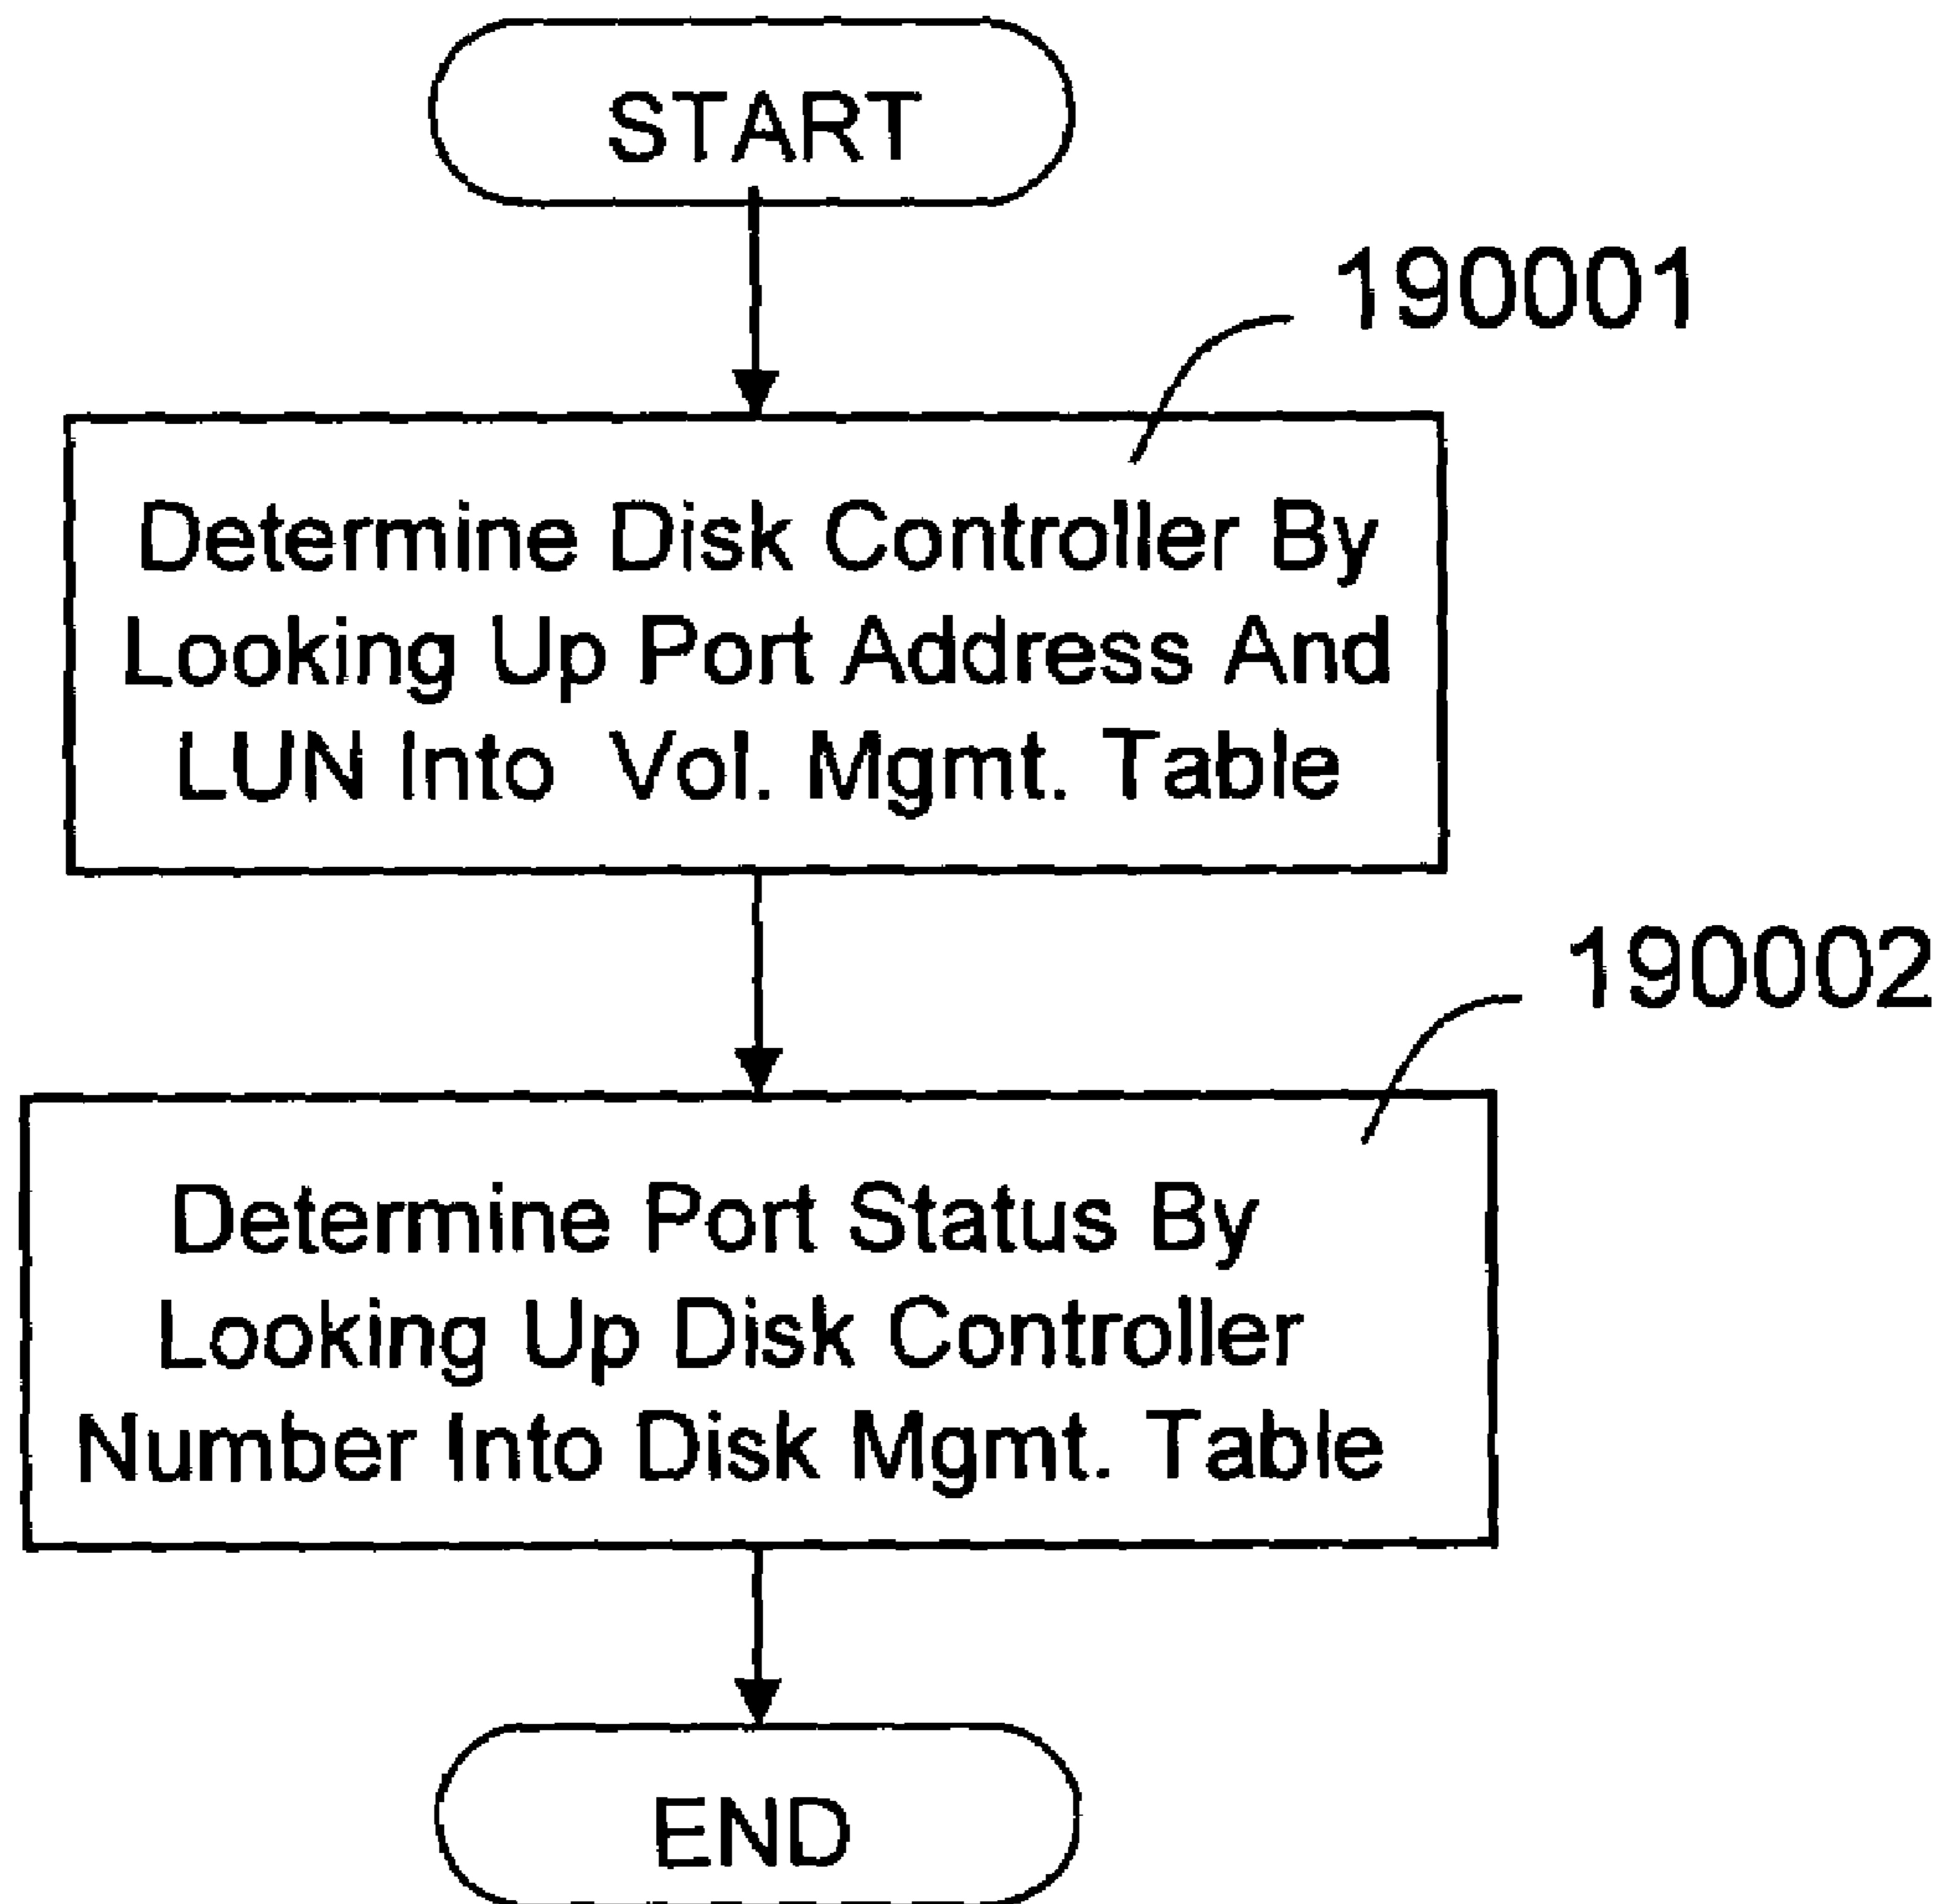 START
190001
Determine Disk Controller By
Looking Up Port Address And
LUN Into Vol. Mgmt. Table
190002
Determine Port Status By
Looking Up Disk Controller
Number Into Disk Mgmt. Table
END